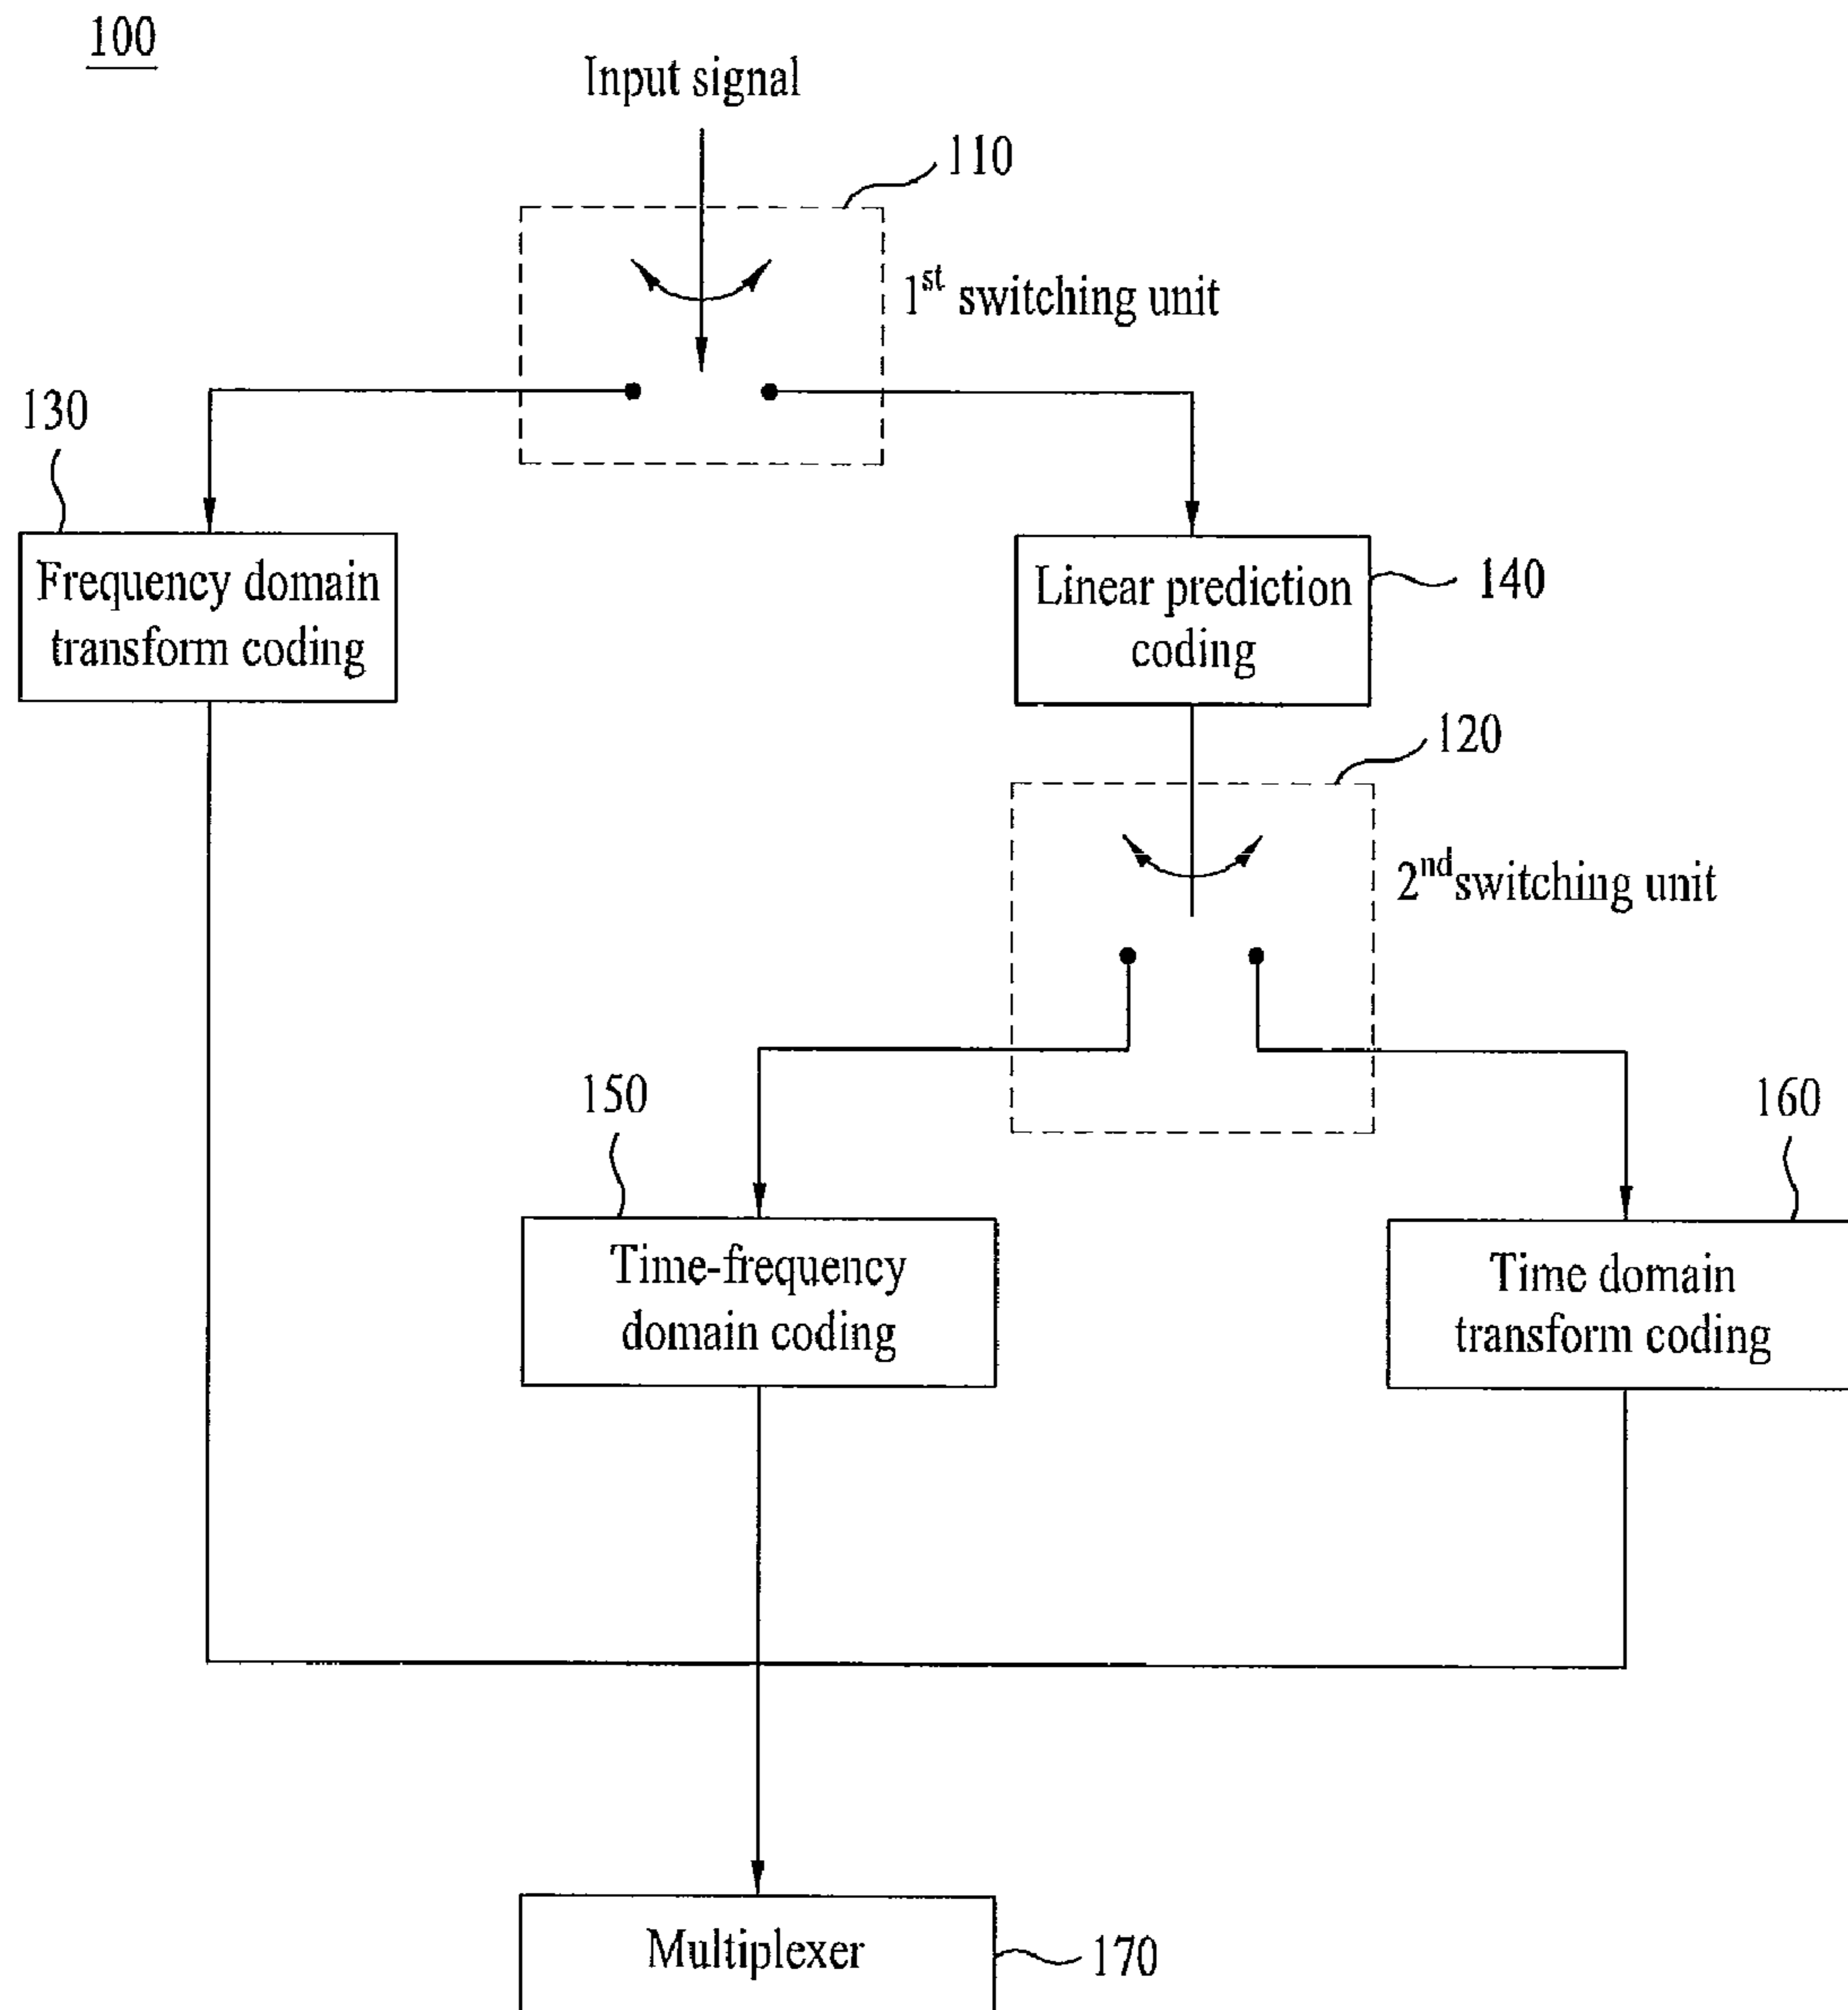 100
Input signal
110
1st switching unit
130
Frequency domain
transform coding
Linear prediction
coding
140
120
2nd switching unit
150
160
Time-frequency
domain coding
Time domain
transform coding
Multiplexer
170